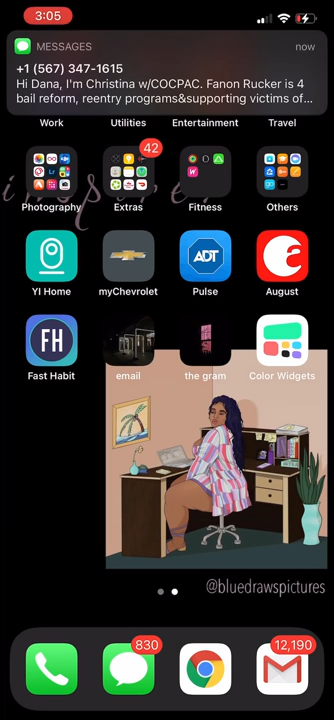 3:05
MESSAGES
now
+1 (567) 347-1615
Hi Dana, I'm Christina w/COCPAC. Fanon Rucker is 4
bail reform, reentry programs&supporting victims of...
Work
Utilities
Entertainment
Travel
42
Photography
Extras
Fitness
Others
ADT
YI Home
myChevrolet
Pulse
August
FH
Fast Habit
email
the gram
Color Widgets
@bluedrawspictures
830
12,190